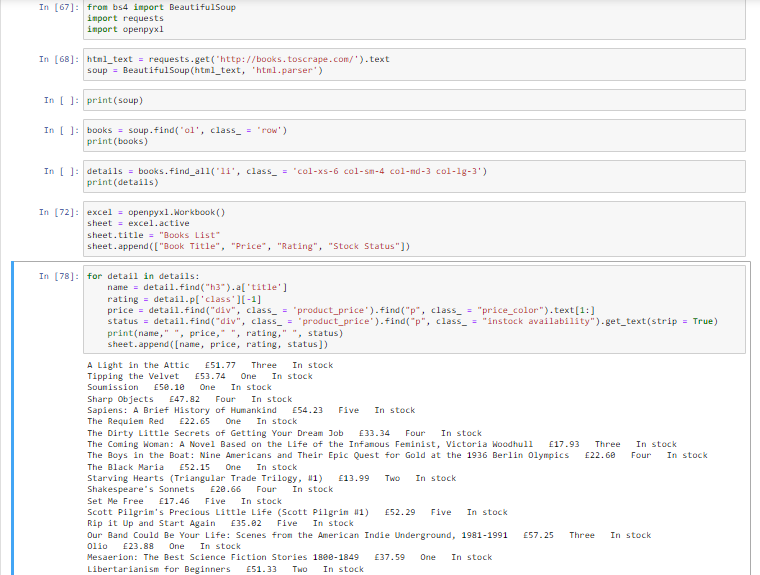 In [67]: from bs4 import BeautifulSoup
import requests
import openpyxl
In [68]: html_text = requests.get('http://books.toscrape.com/').text
soup = BeautifulSoup(html_text, 'html.parser')
In [ ]: print(soup)
In [ ]: books = soup.find('ol', class_ = 'row')
print(books)
In [ ]: details = books.find_all('li', class_ = 'col-xs-6 col-sm-4 col-md-3 col-lg-3')
print(details)
In [72]: excel = openpyxl.Workbook()
sheet = excel.active
sheet.title = "Books List"
sheet.append(["Book Title", "Price", "Rating", "Stock Status"])
In [78]: for detail in details:
    name = detail.find("h3").a['title']
    rating = detail.p['class'][-1]
    price = detail.find("div", class_ = 'product_price').find("p", class_ = "price_color").text[1:]
    status = detail.find("div", class_ = 'product_price').find("p", class_ = "instock availability").get_text(strip = True)
    print(name," ", price," ", rating," ", status)
    sheet.append([name, price, rating, status])
A Light in the Attic   £51.77   Three   In stock
Tipping the Velvet   £53.74   One   In stock
Soumission   £50.10   One   In stock
Sharp Objects   £47.82   Four   In stock
Sapiens: A Brief History of Humankind   £54.23   Five   In stock
The Requiem Red   £22.65   One   In stock
The Dirty Little Secrets of Getting Your Dream Job   £33.34   Four   In stock
The Coming Woman: A Novel Based on the Life of the Infamous Feminist, Victoria Woodhull   £17.93   Three   In stock
The Boys in the Boat: Nine Americans and Their Epic Quest for Gold at the 1936 Berlin Olympics   £22.60   Four   In stock
The Black Maria   £52.15   One   In stock
Starving Hearts (Triangular Trade Trilogy, #1)   £13.99   Two   In stock
Shakespeare's Sonnets   £20.66   Four   In stock
Set Me Free   £17.46   Five   In stock
Scott Pilgrim's Precious Little Life (Scott Pilgrim #1)   £52.29   Five   In stock
Rip it Up and Start Again   £35.02   Five   In stock
Our Band Could Be Your Life: Scenes from the American Indie Underground, 1981-1991   £57.25   Three   In stock
Olio   £23.88   One   In stock
Mesaerion: The Best Science Fiction Stories 1800-1849   £37.59   One   In stock
Libertarianism for Beginners   £51.33   Two   In stock